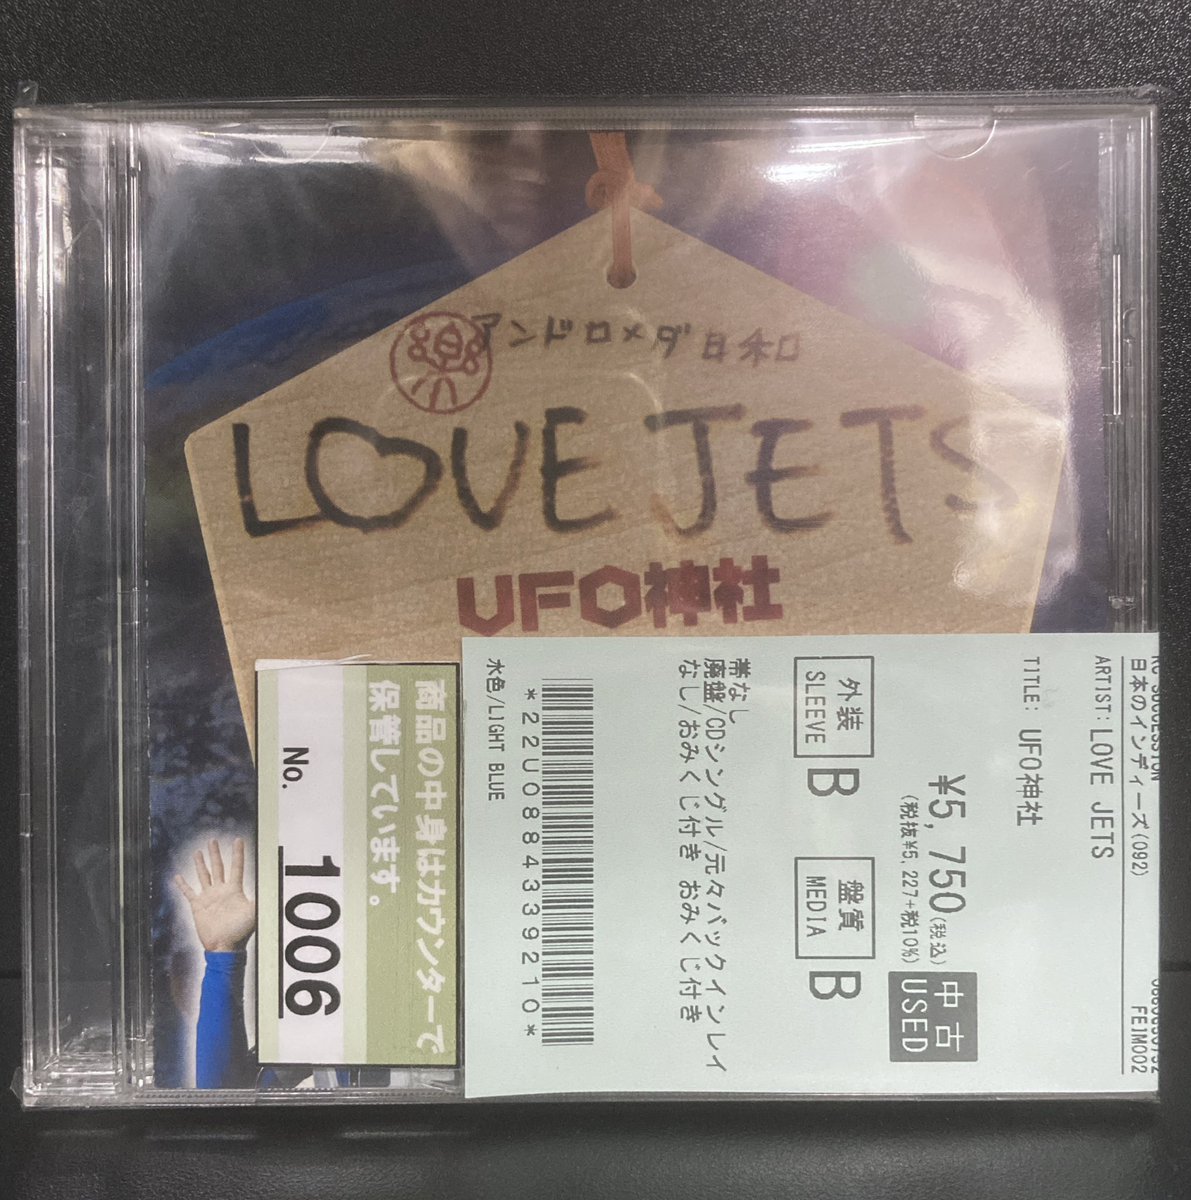 アンドロメダ日和
LOVE JETS
UFO神社
商品の中身はカウンターで
保管しています。
No. 1006
RC SUCCESSION
日本のインディーズ(092)
FEIM002
ARTIST: LOVE JETS
TITLE: UFO神社
¥5,750(税込)
(税抜¥5,227+税10%)
中古
USED
外装
SLEEVE
B
盤質
MEDIA
B
帯なし
廃盤/CDシングル/元々バックインレイ
なし/おみくじ付き おみくじ付き
*22U0884339210*
水色/LIGHT BLUE